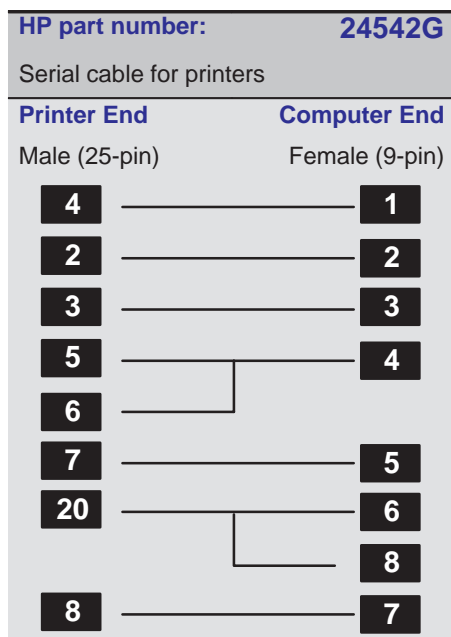 HP part number: 24542G
Serial cable for printers
Printer End Computer End
Male (25-pin) Female (9-pin)
4 1
2 2
3 3
5 4
6
7 5
20 6
8
8 7